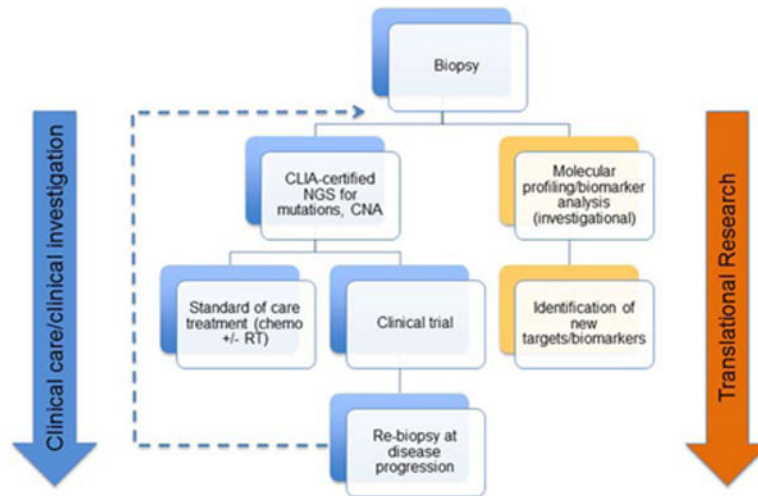 Biopsy
Clinical care/clinical investigation
CLIA-certified
NGS for
mutations, CNA
Molecular
profiling/biomarker
analysis
(investigational)
Translational Research
Standard of care
treatment (chemo
+/- RT)
Clinical trial
Identification of
new
targets/biomarkers
Re-biopsy at
disease
progression